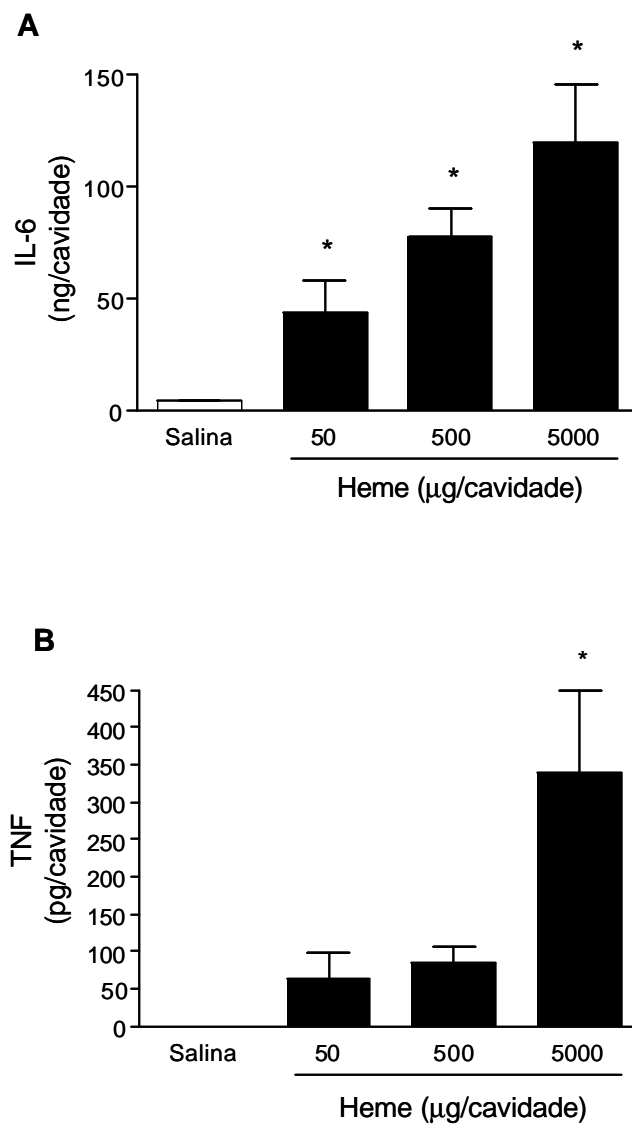 A
*
150
*
100
*
IL-6
(ng/cavidade)
50
0
Salina 50 500 5000
Heme (μg/cavidade)
B
*
450
400
350
300
250
TNF
(pg/cavidade)
200
150
100
50
0
Salina 50 500 5000
Heme (μg/cavidade)